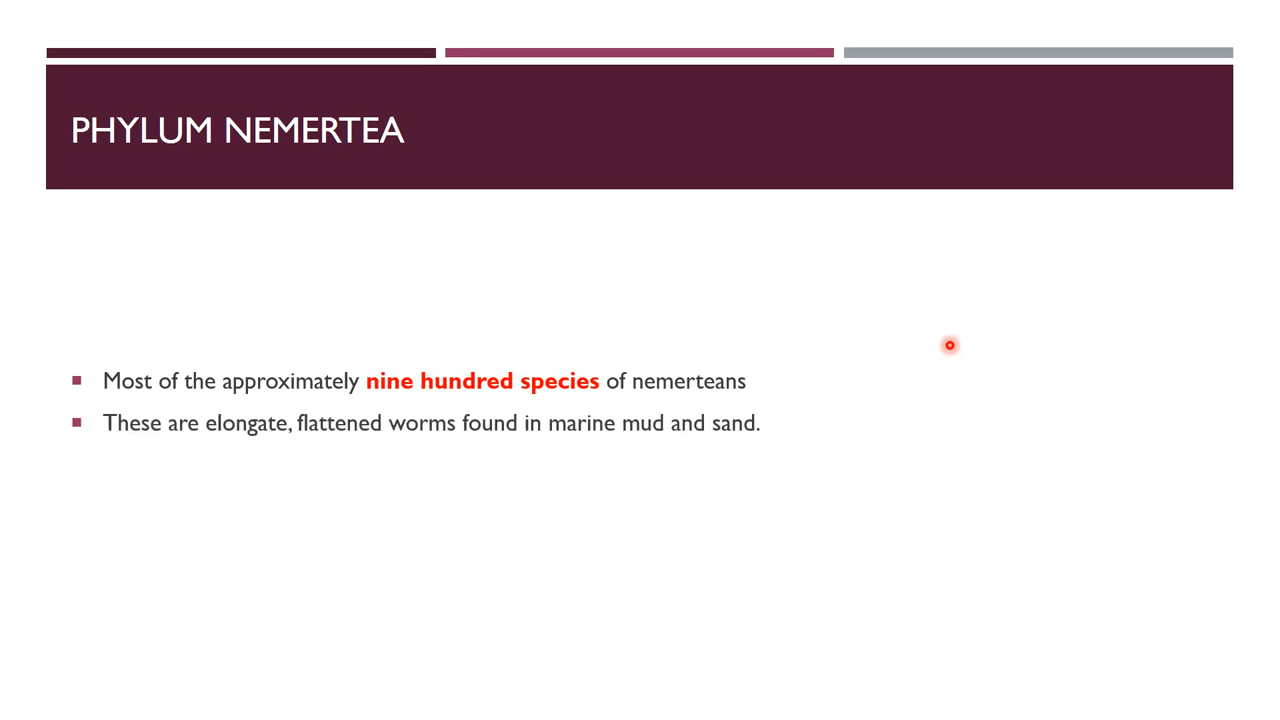 PHYLUM NEMERTEA
Most of the approximately nine hundred species of nemerteans
These are elongate, flattened worms found in marine mud and sand.